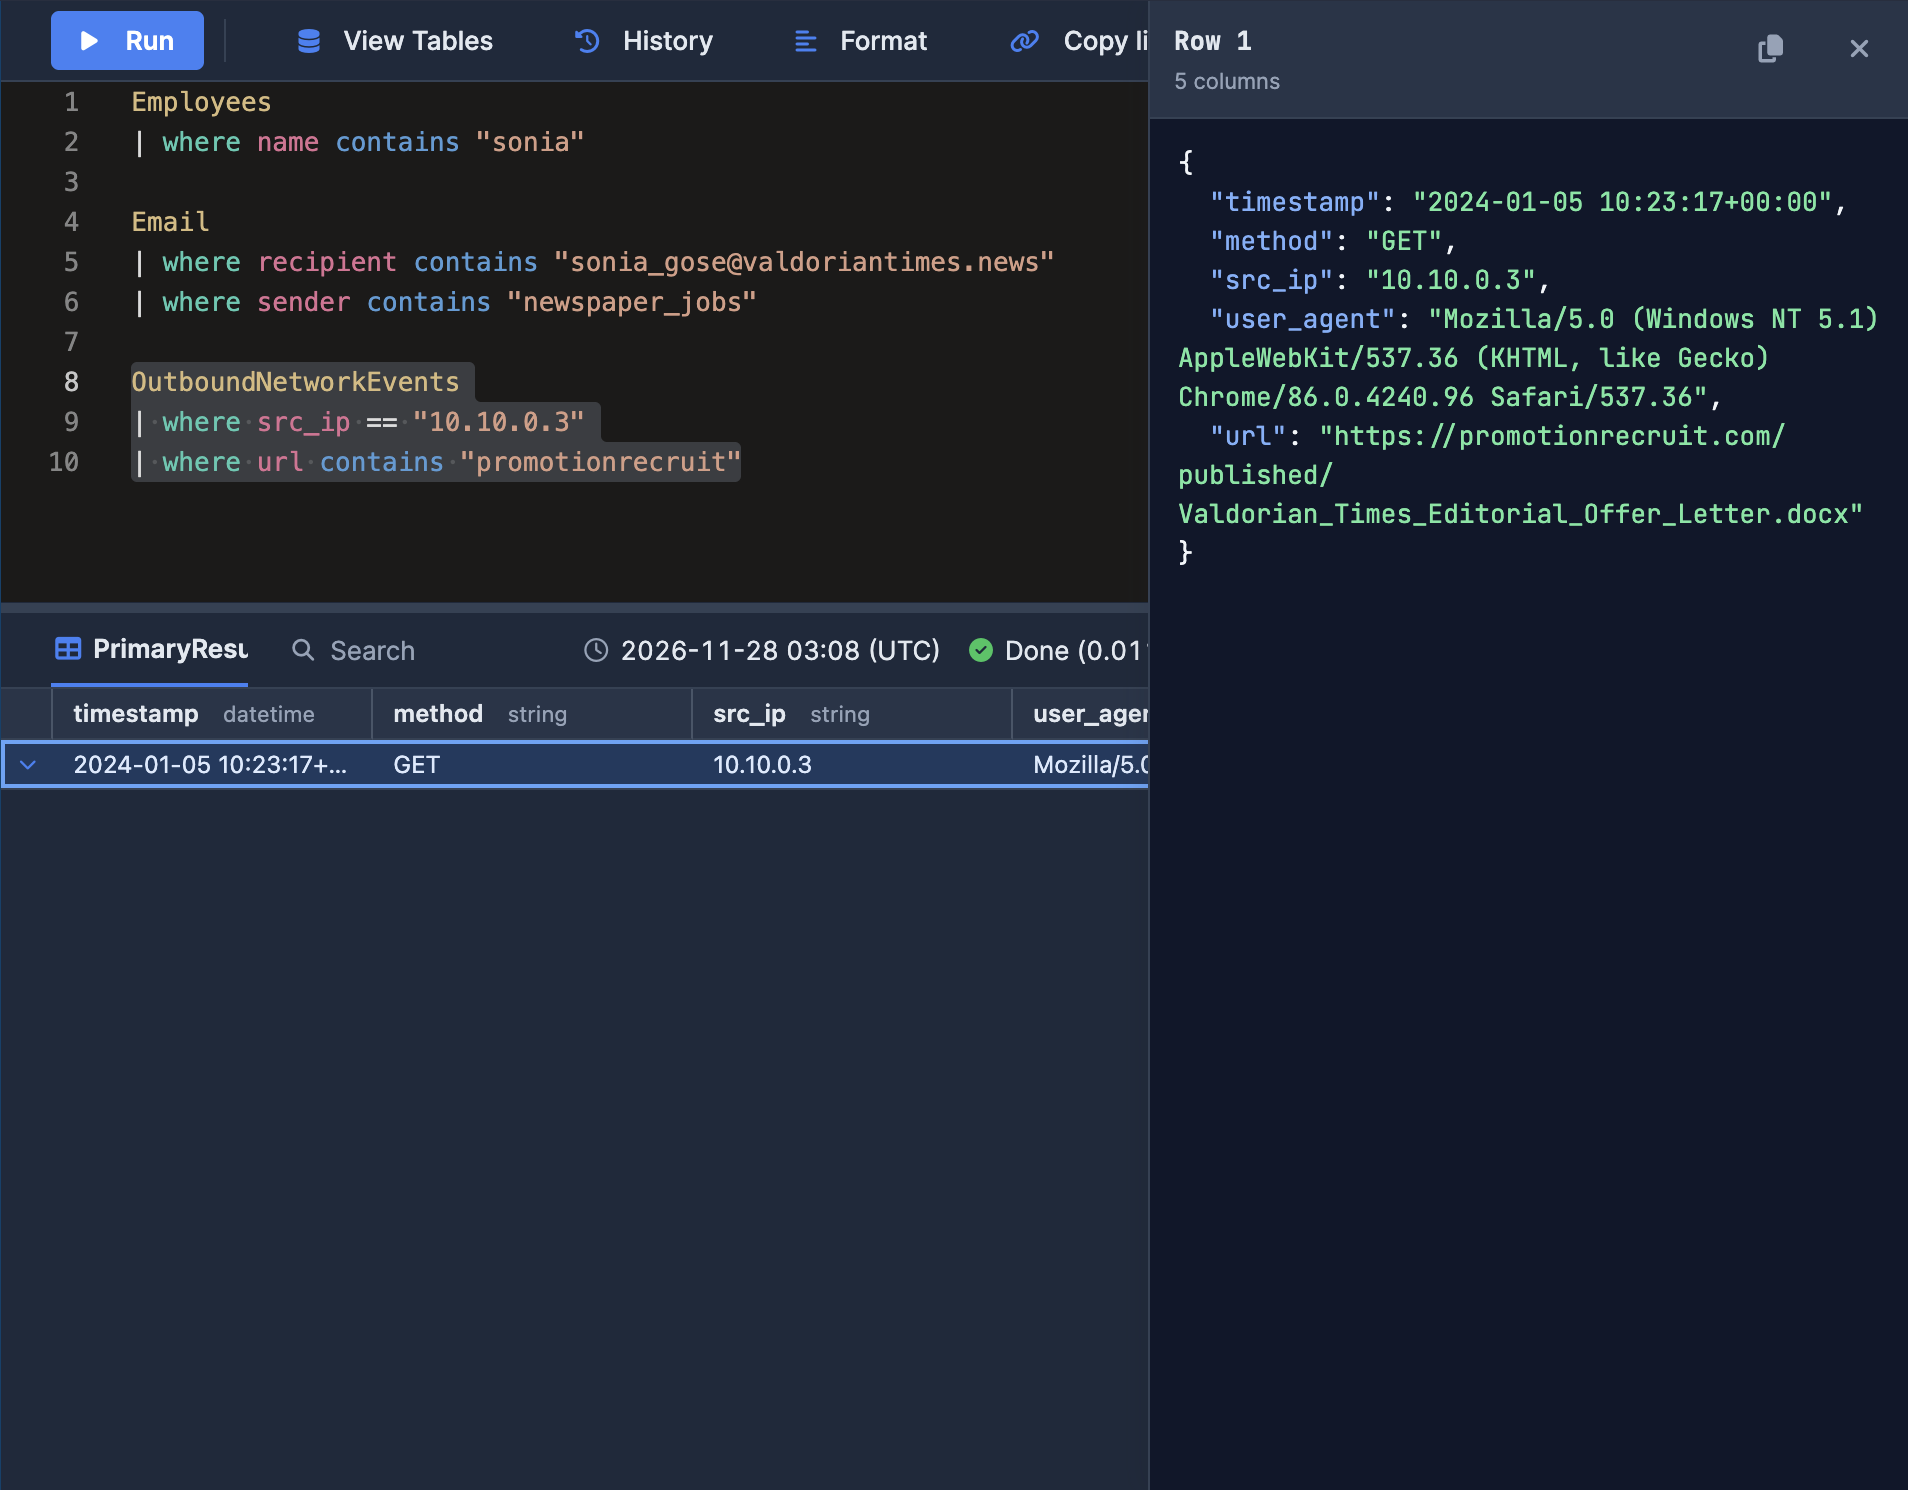 Run View Tables History Format Copy li
1 Employees
2 | where name contains "sonia"
3
4 Email
5 | where recipient contains "sonia_gose@valdoriantimes.news"
6 | where sender contains "newspaper_jobs"
7
8 OutboundNetworkEvents
9 | where src_ip == "10.10.0.3"
10 | where url contains "promotionrecruit"
PrimaryResu Search 2026-11-28 03:08 (UTC) Done (0.011
timestamp datetime method string src_ip string user_agen
2024-01-05 10:23:17+... GET 10.10.0.3 Mozilla/5.0
Row 1
5 columns
{
"timestamp": "2024-01-05 10:23:17+00:00",
"method": "GET",
"src_ip": "10.10.0.3",
"user_agent": "Mozilla/5.0 (Windows NT 5.1)
AppleWebKit/537.36 (KHTML, like Gecko)
Chrome/86.0.4240.96 Safari/537.36",
"url": "https://promotionrecruit.com/
published/
Valdorian_Times_Editorial_Offer_Letter.docx"
}